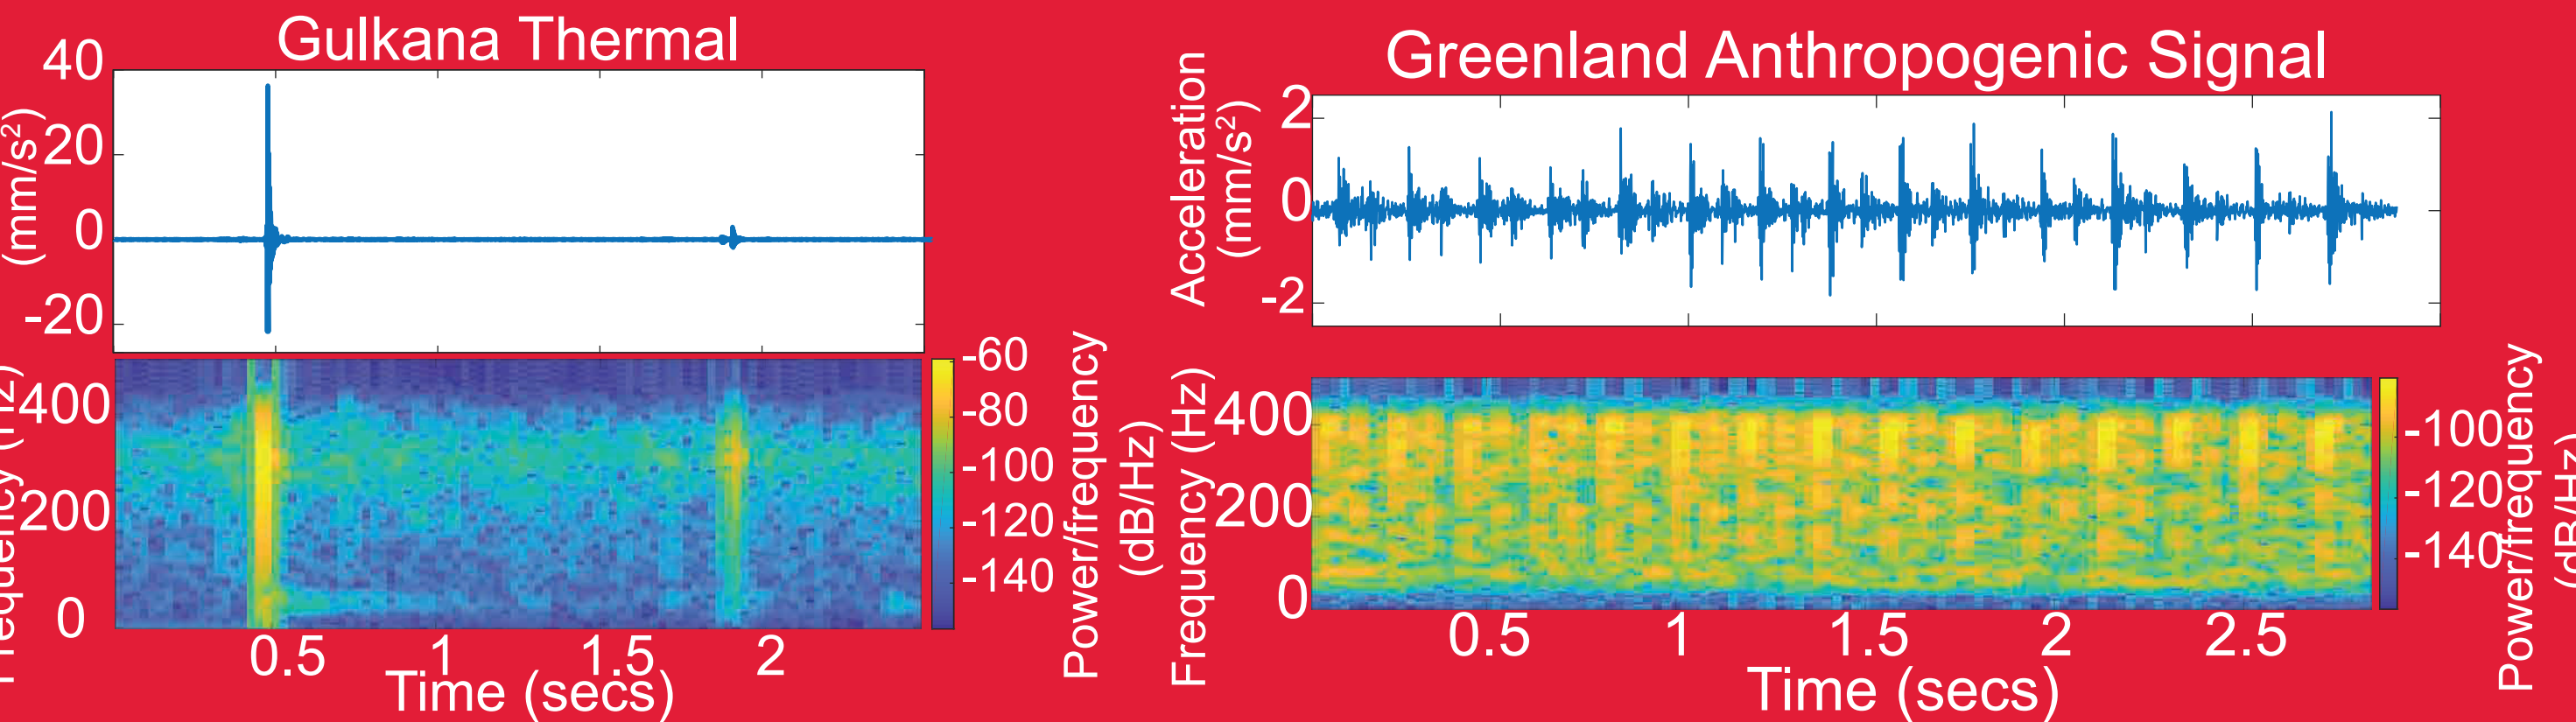 Gulkana Thermal
40
20
0
-20
(mm/s²)
400
200
0
-60
-80
-100
-120
-140
Power/frequency
(dB/Hz)
0.5 1 1.5 2
Time (secs)
Greenland Anthropogenic Signal
Acceleration
(mm/s²)
2
0
-2
Frequency (Hz)
400
200
0
-100
-120
-140
Power/frequency
(dB/Hz)
0.5 1 1.5 2 2.5
Time (secs)